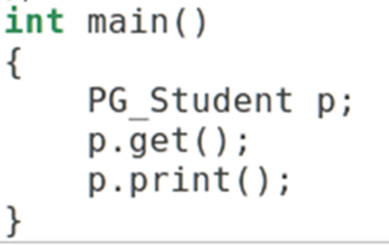 int main()
{
    PG_Student p;
    p.get();
    p.print();
}